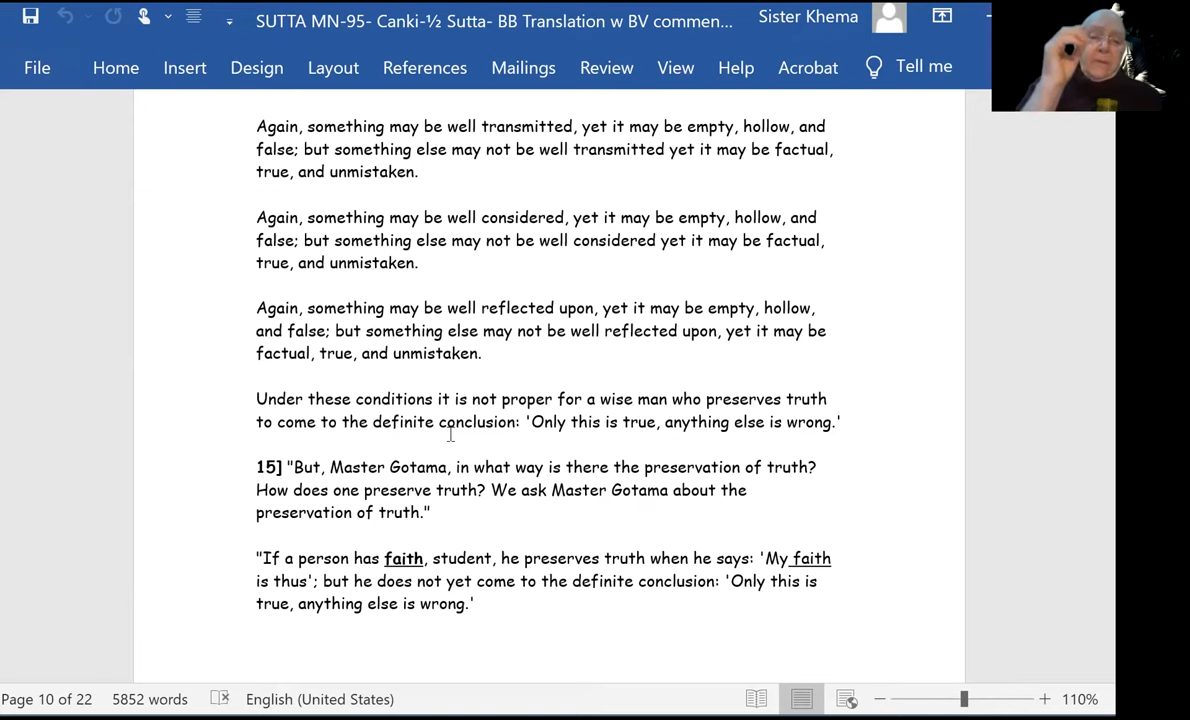 SUTTA MN-95- Canki-½ Sutta- BB Translation w BV commen...
Sister Khema
File Home Insert Design Layout References Mailings Review View Help Acrobat Tell me
Again, something may be well transmitted, yet it may be empty, hollow, and
false; but something else may not be well transmitted yet it may be factual,
true, and unmistaken.
Again, something may be well considered, yet it may be empty, hollow, and
false; but something else may not be well considered yet it may be factual,
true, and unmistaken.
Again, something may be well reflected upon, yet it may be empty, hollow,
and false; but something else may not be well reflected upon, yet it may be
factual, true, and unmistaken.
Under these conditions it is not proper for a wise man who preserves truth
to come to the definite conclusion: 'Only this is true, anything else is wrong.'
15] "But, Master Gotama, in what way is there the preservation of truth?
How does one preserve truth? We ask Master Gotama about the
preservation of truth."
"If a person has faith, student, he preserves truth when he says: 'My faith
is thus'; but he does not yet come to the definite conclusion: 'Only this is
true, anything else is wrong.'
Page 10 of 22 5852 words English (United States) 110%